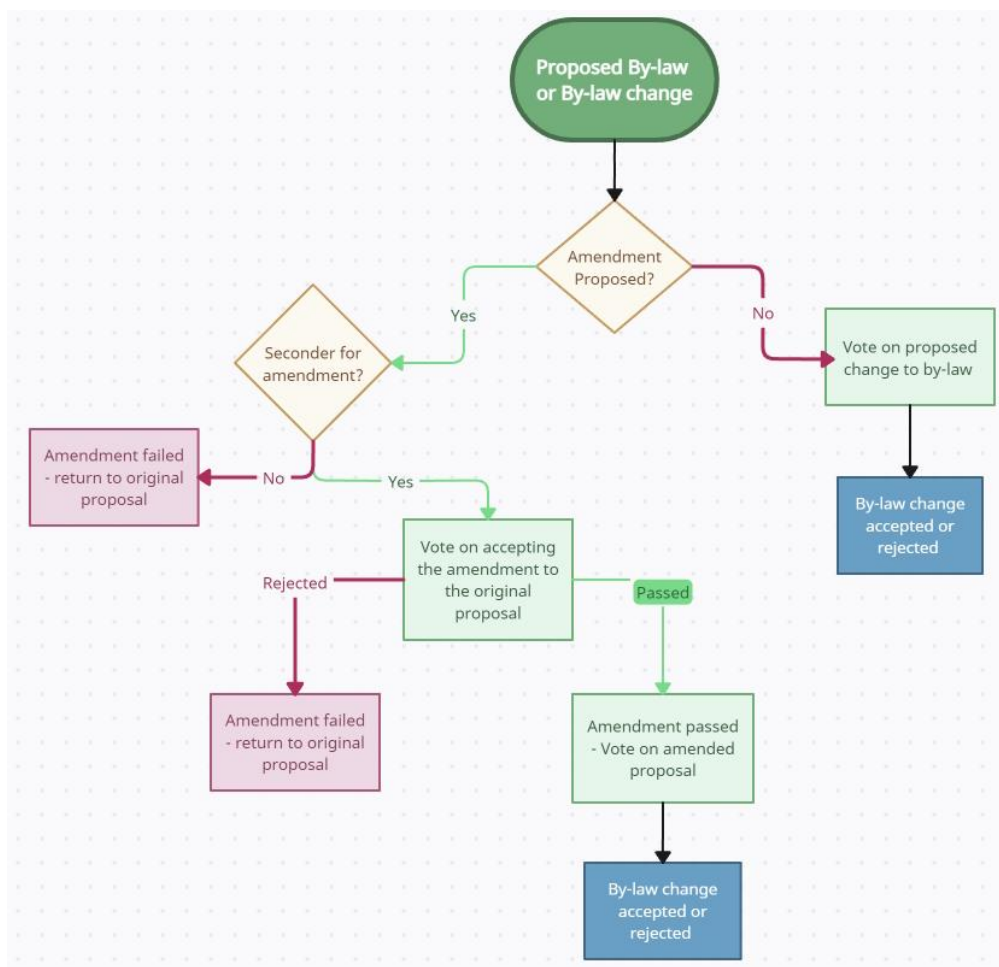 Proposed By-law
or By-law change
Amendment
Proposed?
Yes
No
Seconder for
amendment?
Vote on proposed
change to by-law
Amendment failed
- return to original
proposal
No
Yes
By-law change
accepted or
rejected
Vote on accepting
the amendment to
the original
proposal
Rejected
Passed
Amendment failed
- return to original
proposal
Amendment passed
- Vote on amended
proposal
By-law change
accepted or
rejected